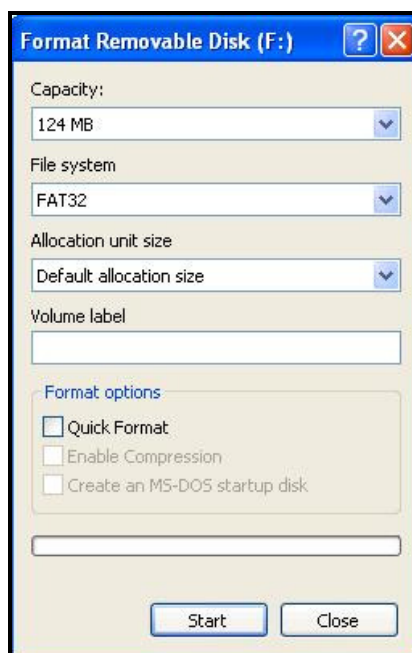 Format Removable Disk (F:)
Capacity:
124 MB
File system
FAT32
Allocation unit size
Default allocation size
Volume label
Format options
Quick Format
Enable Compression
Create an MS-DOS startup disk
Start Close